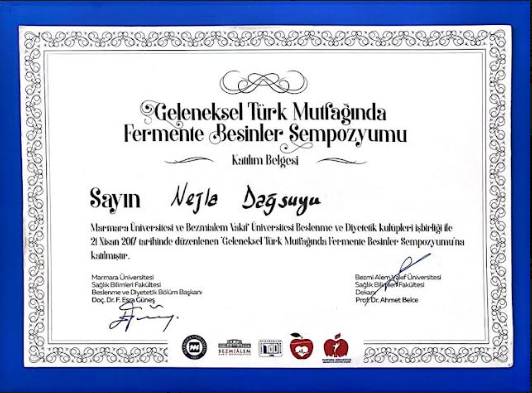 Geleneksel Türk Mutfağında
Fermente Besinler Sempozyumu
Katılım Belgesi
Sayın Nejla Dağsuyu
Marmara Üniversitesi ve Bezmialem Vakıf Üniversitesi Beslenme ve Diyetetik kulüpleri işbirliği ile
21 Nisan 2017 tarihinde düzenlenen "Geleneksel Türk Mutfağında Fermente Besinler Sempozyumu"na
katılmıştır.
Marmara Üniversitesi
Sağlık Bilimleri Fakültesi
Beslenme ve Diyetetik Bölüm Başkanı
Doç. Dr. F. Esra Güneş
Bezmi Alem Vakıf Üniversitesi
Sağlık Bilimleri Fakültesi
Dekanı
Prof. Dr. Ahmet Belce
BEZMİÂLEM